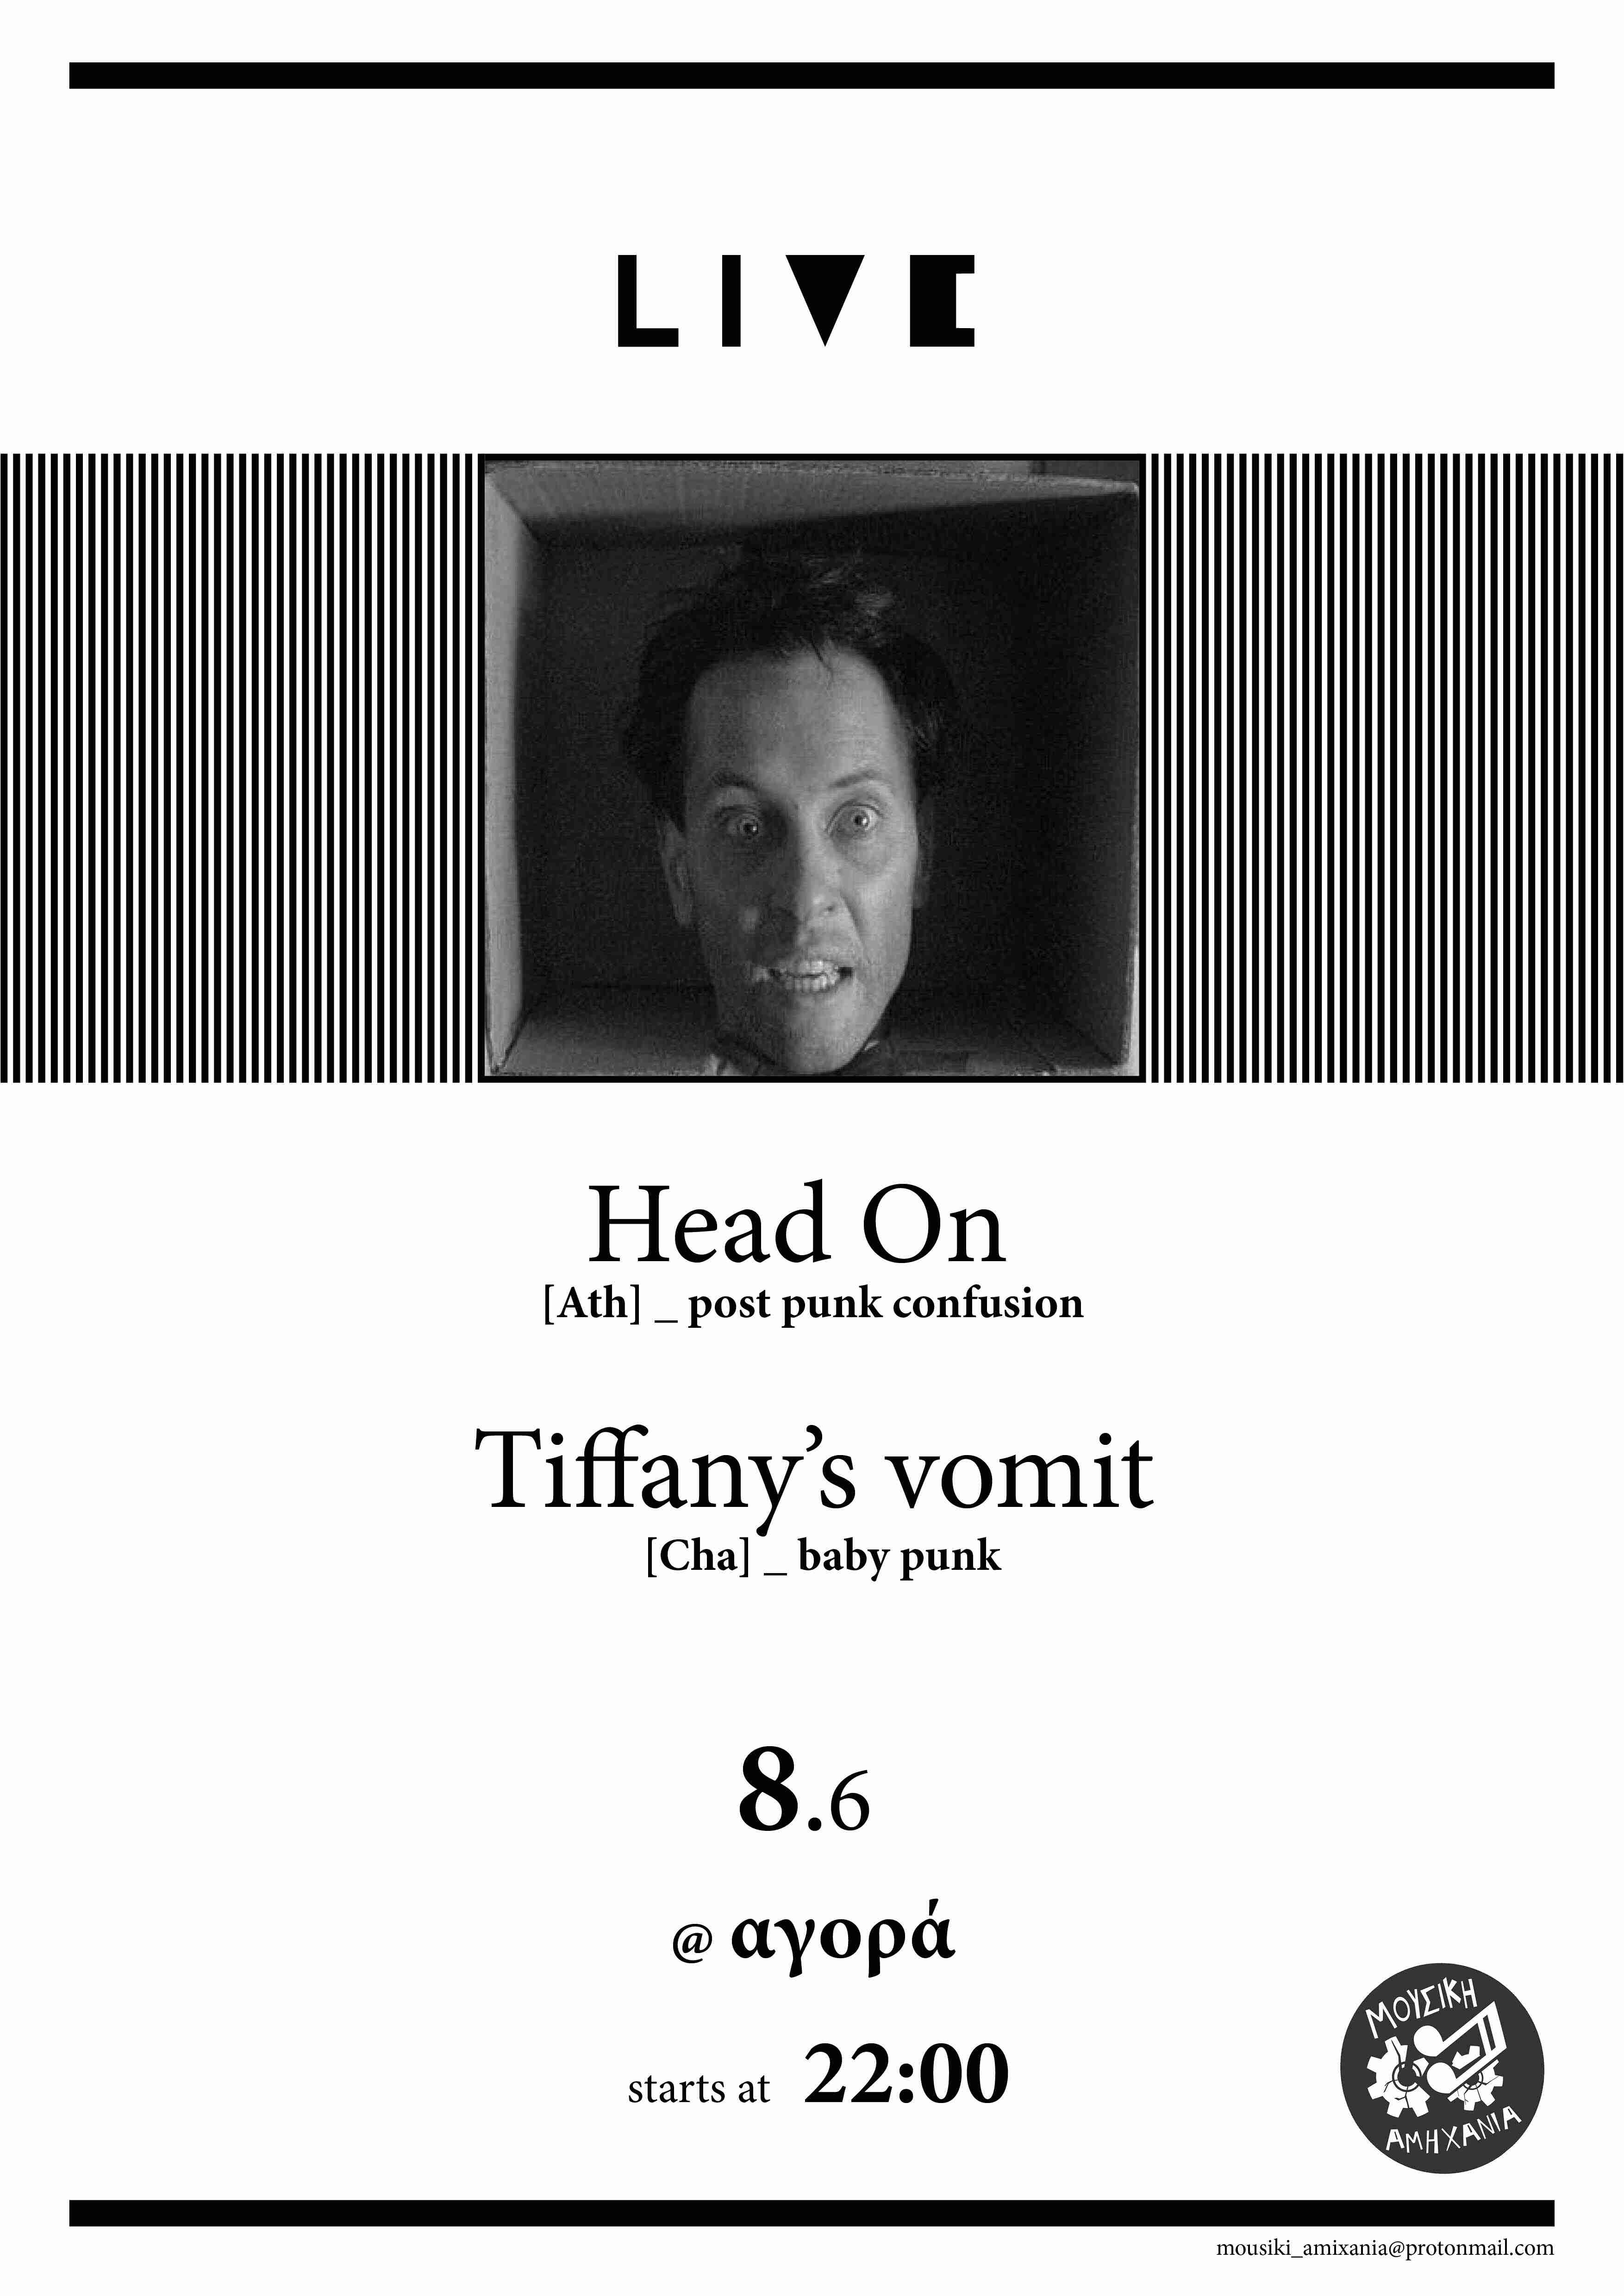 LIVE
Head On
[Ath] _ post punk confusion
Tiffany’s vomit
[Cha] _ baby punk
8.6
@ αγορά
starts at 22:00
ΜΟΥΣΙΚΗ
ΑΜΗΧΑΝΙΑ
mousiki_amixania@protonmail.com